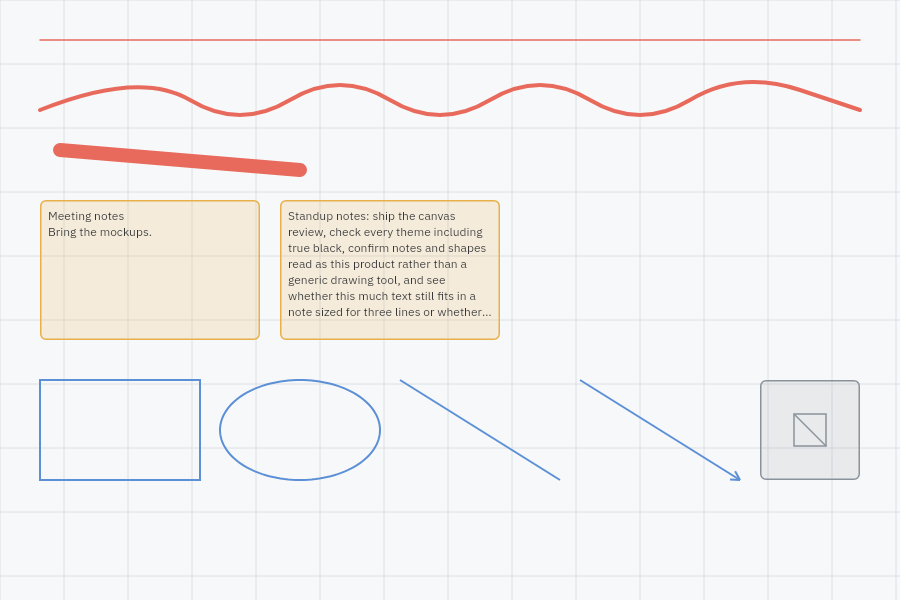 Meeting notes
Bring the mockups.
Standup notes: ship the canvas
review, check every theme including
true black, confirm notes and shapes
read as this product rather than a
generic drawing tool, and see
whether this much text still fits in a
note sized for three lines or whether…